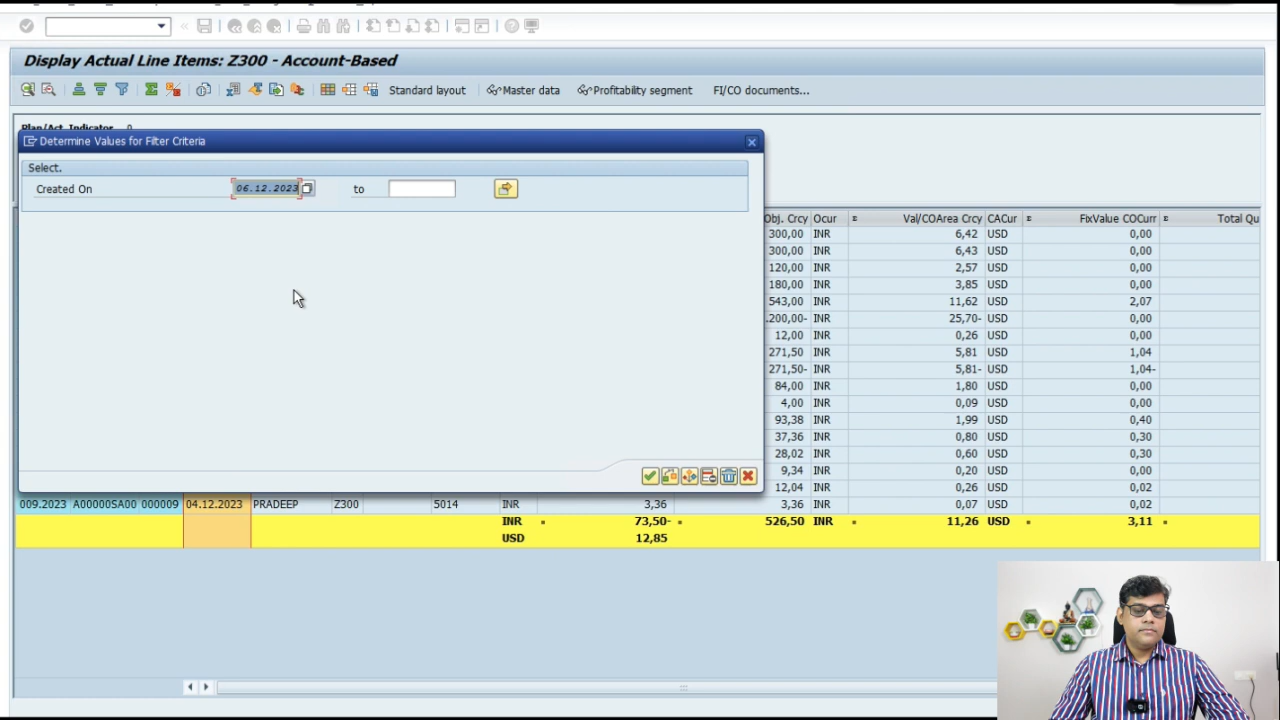 Display Actual Line Items: Z300 - Account-Based
Standard layout Master data Profitability segment FI/CO documents...
Plan/Act. Indicator 0
Determine Values for Filter Criteria
Select.
Created On 06.12.2023 to
Obj. Crcy Ocur Val/COArea Crcy CACur FixValue COCurr Total Qu
300,00 INR 6,42 USD 0,00
300,00 INR 6,43 USD 0,00
120,00 INR 2,57 USD 0,00
180,00 INR 3,85 USD 0,00
543,00 INR 11,62 USD 2,07
.200,00- INR 25,70- USD 0,00
12,00 INR 0,26 USD 0,00
271,50 INR 5,81 USD 1,04
271,50- INR 5,81- USD 1,04-
84,00 INR 1,80 USD 0,00
4,00 INR 0,09 USD 0,00
93,38 INR 1,99 USD 0,40
37,36 INR 0,80 USD 0,30
28,02 INR 0,60 USD 0,30
9,34 INR 0,20 USD 0,00
12,04 INR 0,26 USD 0,02
009.2023 A00000SA00 000009 04.12.2023 PRADEEP Z300 5014 INR 3,36 3,36 INR 0,07 USD 0,02
INR 73,50- 526,50 INR 11,26 USD 3,11
USD 12,85